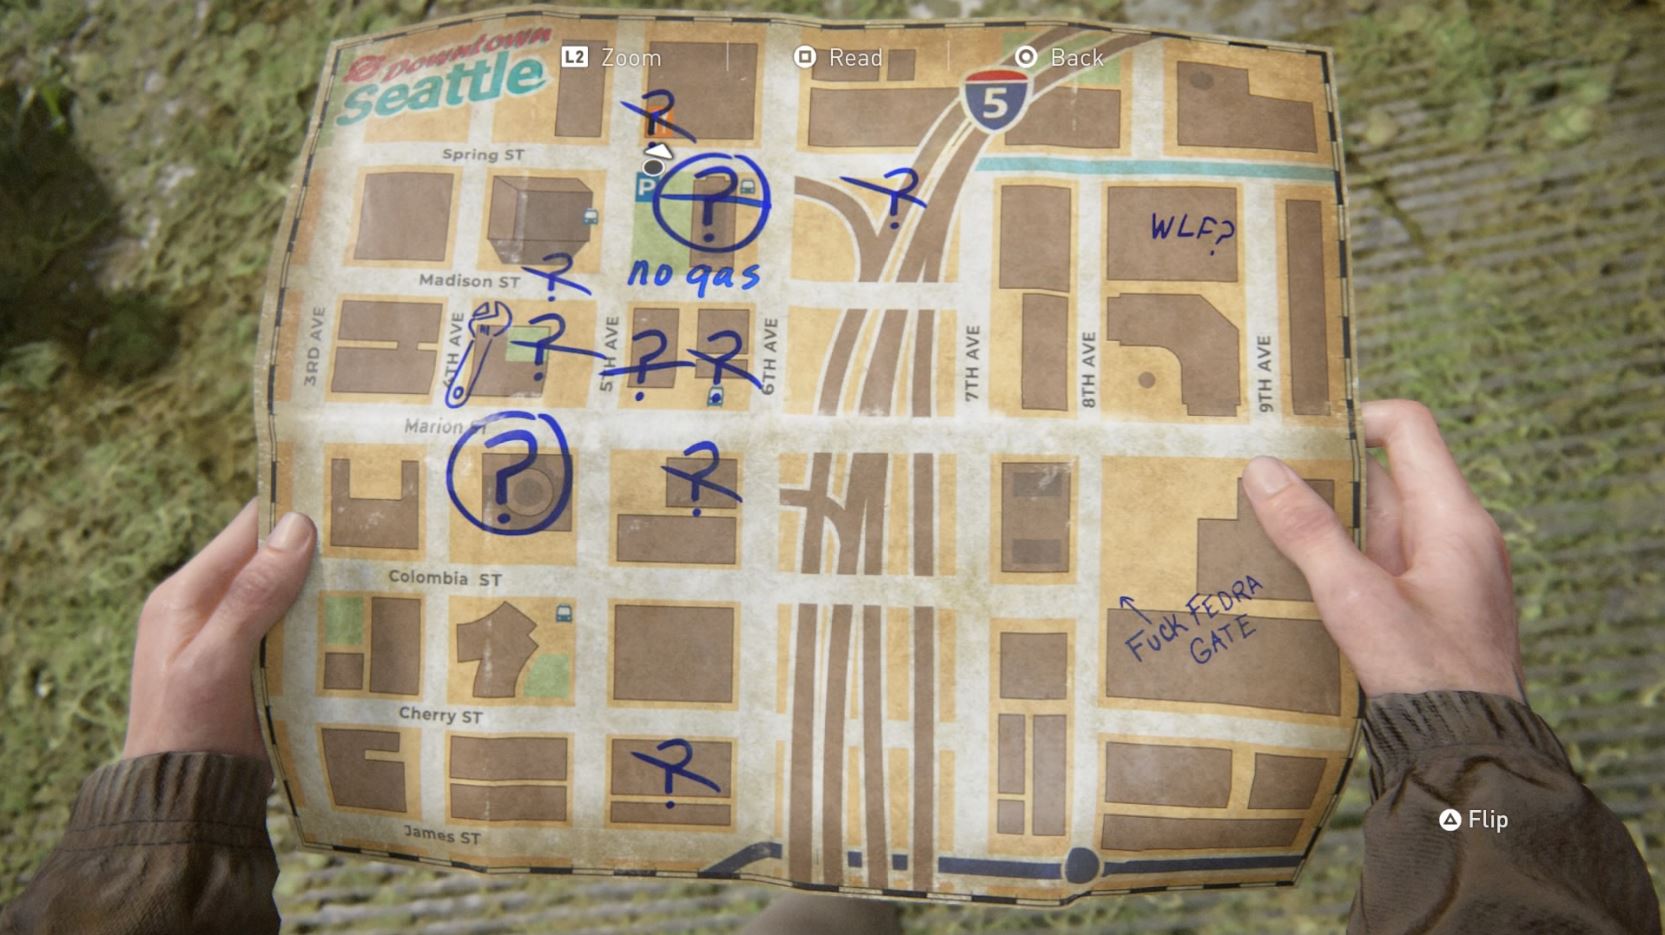 Downtown
Seattle
L2 Zoom
Read
Back
5
Spring ST
?
P
?
?
WLF?
no gas
Madison ST
?
3RD AVE
4TH AVE
5TH AVE
6TH AVE
7TH AVE
8TH AVE
9TH AVE
?
?
?
Marion ST
?
?
Colombia ST
FUCK FEDRA
GATE
Cherry ST
?
James ST
Flip